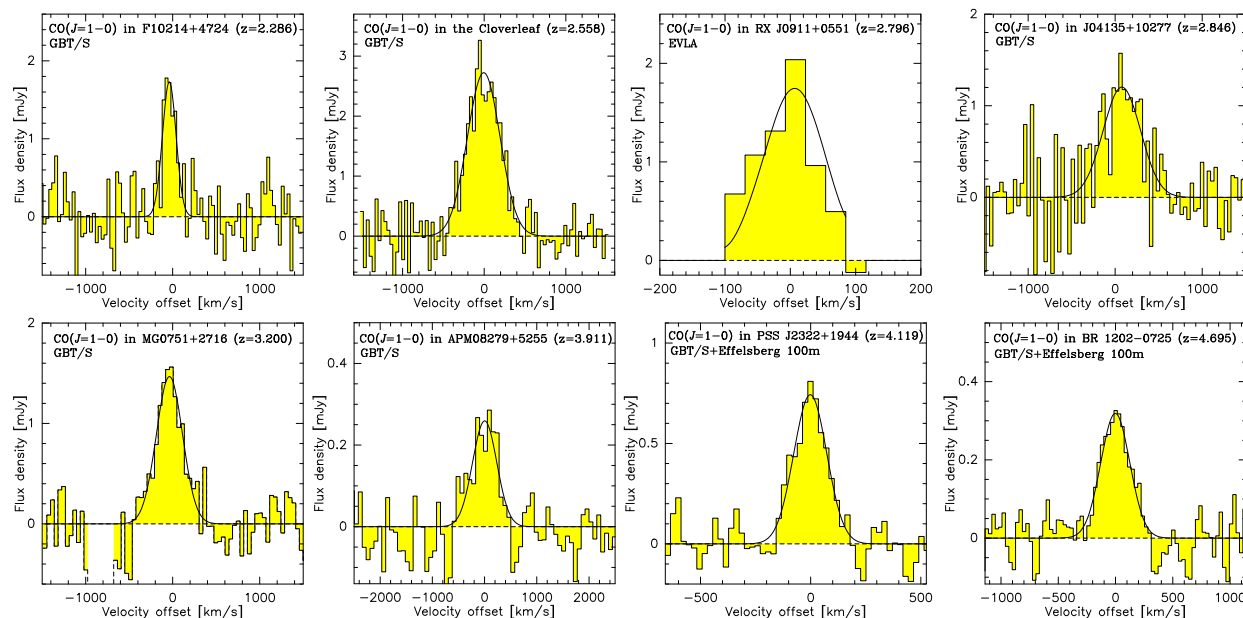 CO(J=1−0) in F10214+4724 (z=2.286)
GBT/S
Flux density [mJy]
2
1
0
−1000 0 1000
Velocity offset [km/s]
CO(J=1−0) in the Cloverleaf (z=2.558)
GBT/S
Flux density [mJy]
3
2
1
0
−1000 0 1000
Velocity offset [km/s]
CO(J=1−0) in RX J0911+0551 (z=2.796)
EVLA
Flux density [mJy]
2
1
0
−200 −100 0 100 200
Velocity offset [km/s]
CO(J=1−0) in J04135+10277 (z=2.846)
GBT/S
Flux density [mJy]
2
1
0
−1000 0 1000
Velocity offset [km/s]
CO(J=1−0) in MG0751+2716 (z=3.200)
GBT/S
Flux density [mJy]
2
1
0
−1000 0 1000
Velocity offset [km/s]
CO(J=1−0) in APM08279+5255 (z=3.911)
GBT/S
Flux density [mJy]
0.4
0.2
0
−2000 −1000 0 1000 2000
Velocity offset [km/s]
CO(J=1−0) in PSS J2322+1944 (z=4.119)
GBT/S+Effelsberg 100m
Flux density [mJy]
1
0.5
0
−500 0 500
Velocity offset [km/s]
CO(J=1−0) in BR 1202−0725 (z=4.695)
GBT/S+Effelsberg 100m
Flux density [mJy]
0.4
0.2
0
−1000 −500 0 500 1000
Velocity offset [km/s]